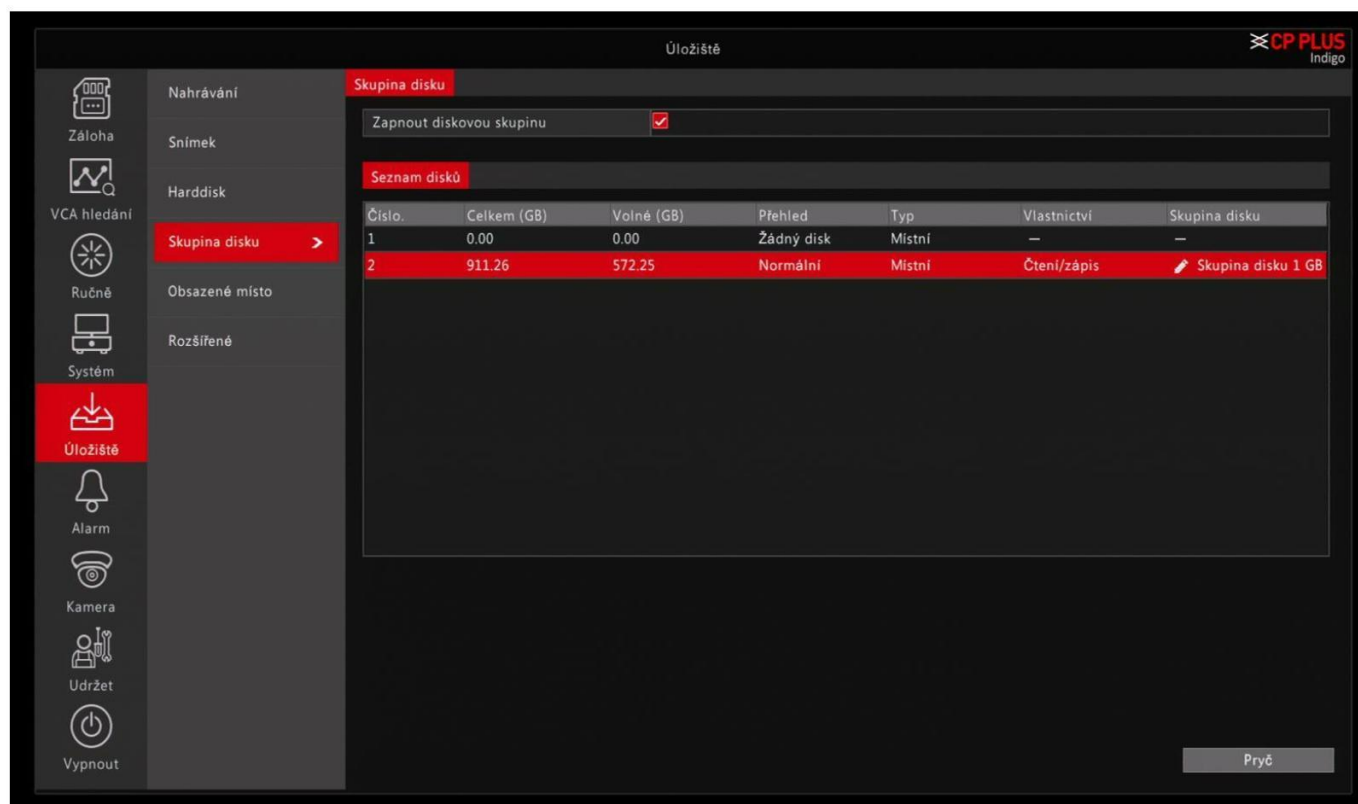 Úložiště
CP PLUS
Indigo
Záloha
VCA hledání
Ručně
Systém
Úložiště
Alarm
Kamera
Udržet
Vypnout
Nahrávání
Snímek
Harddisk
Skupina disku
Obsazené místo
Rozšířené
Skupina disku
Zapnout diskovou skupinu
Seznam disků
Číslo. Celkem (GB) Volné (GB) Přehled Typ Vlastnictví Skupina disku
1 0.00 0.00 Žádný disk Místní — —
2 911.26 572.25 Normální Místní Čtení/zápis Skupina disku 1 GB
Pryč